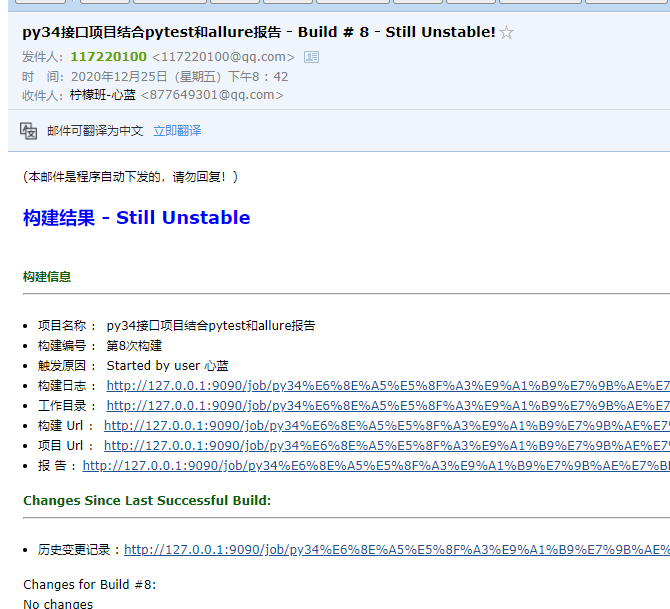 py34接口项目结合pytest和allure报告 - Build # 8 - Still Unstable!
发件人：117220100 <117220100@qq.com>
时　间：2020年12月25日（星期五）下午8：42
收件人：柠檬班-心蓝 <877649301@qq.com>
邮件可翻译为中文 立即翻译
(本邮件是程序自动下发的，请勿回复！)
构建结果 - Still Unstable
构建信息
项目名称 ： py34接口项目结合pytest和allure报告
构建编号 ： 第8次构建
触发原因 ： Started by user 心蓝
构建日志 ： http://127.0.0.1:9090/job/py34%E6%8E%A5%E5%8F%A3%E9%A1%B9%E7%9B%AE%E7
工作目录 ： http://127.0.0.1:9090/job/py34%E6%8E%A5%E5%8F%A3%E9%A1%B9%E7%9B%AE%E7
构建 Url ： http://127.0.0.1:9090/job/py34%E6%8E%A5%E5%8F%A3%E9%A1%B9%E7%9B%AE%E7
项目 Url ： http://127.0.0.1:9090/job/py34%E6%8E%A5%E5%8F%A3%E9%A1%B9%E7%9B%AE%E7
报 告 ：http://127.0.0.1:9090/job/py34%E6%8E%A5%E5%8F%A3%E9%A1%B9%E7%9B%AE%E7%B
Changes Since Last Successful Build:
历史变更记录 : http://127.0.0.1:9090/job/py34%E6%8E%A5%E5%8F%A3%E9%A1%B9%E7%9B%AE%
Changes for Build #8:
No changes